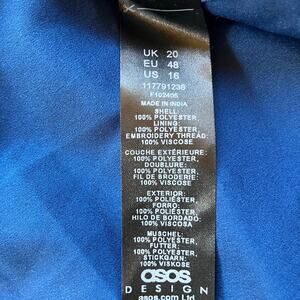 UK 20
EU 48
US 16
117791236
F102405
MADE IN INDIA
SHELL:
100% POLYESTER,
LINING:
100% POLYESTER,
EMBROIDERY THREAD:
100% VISCOSE
COUCHE EXTÉRIEURE:
100% POLYESTER,
DOUBLURE:
100% POLYESTER,
FIL DE BRODERIE:
100% VISCOSE
EXTERIOR:
100% POLIÉSTER,
FORRO:
100% POLIÉSTER,
HILO DE BORDADO:
100% VISCOSA
MUSCHEL:
100% POLYESTER,
FUTTER:
100% POLYESTER,
STICKGARN:
100% VISKOSE
asos
DESIGN
asos.com Ltd